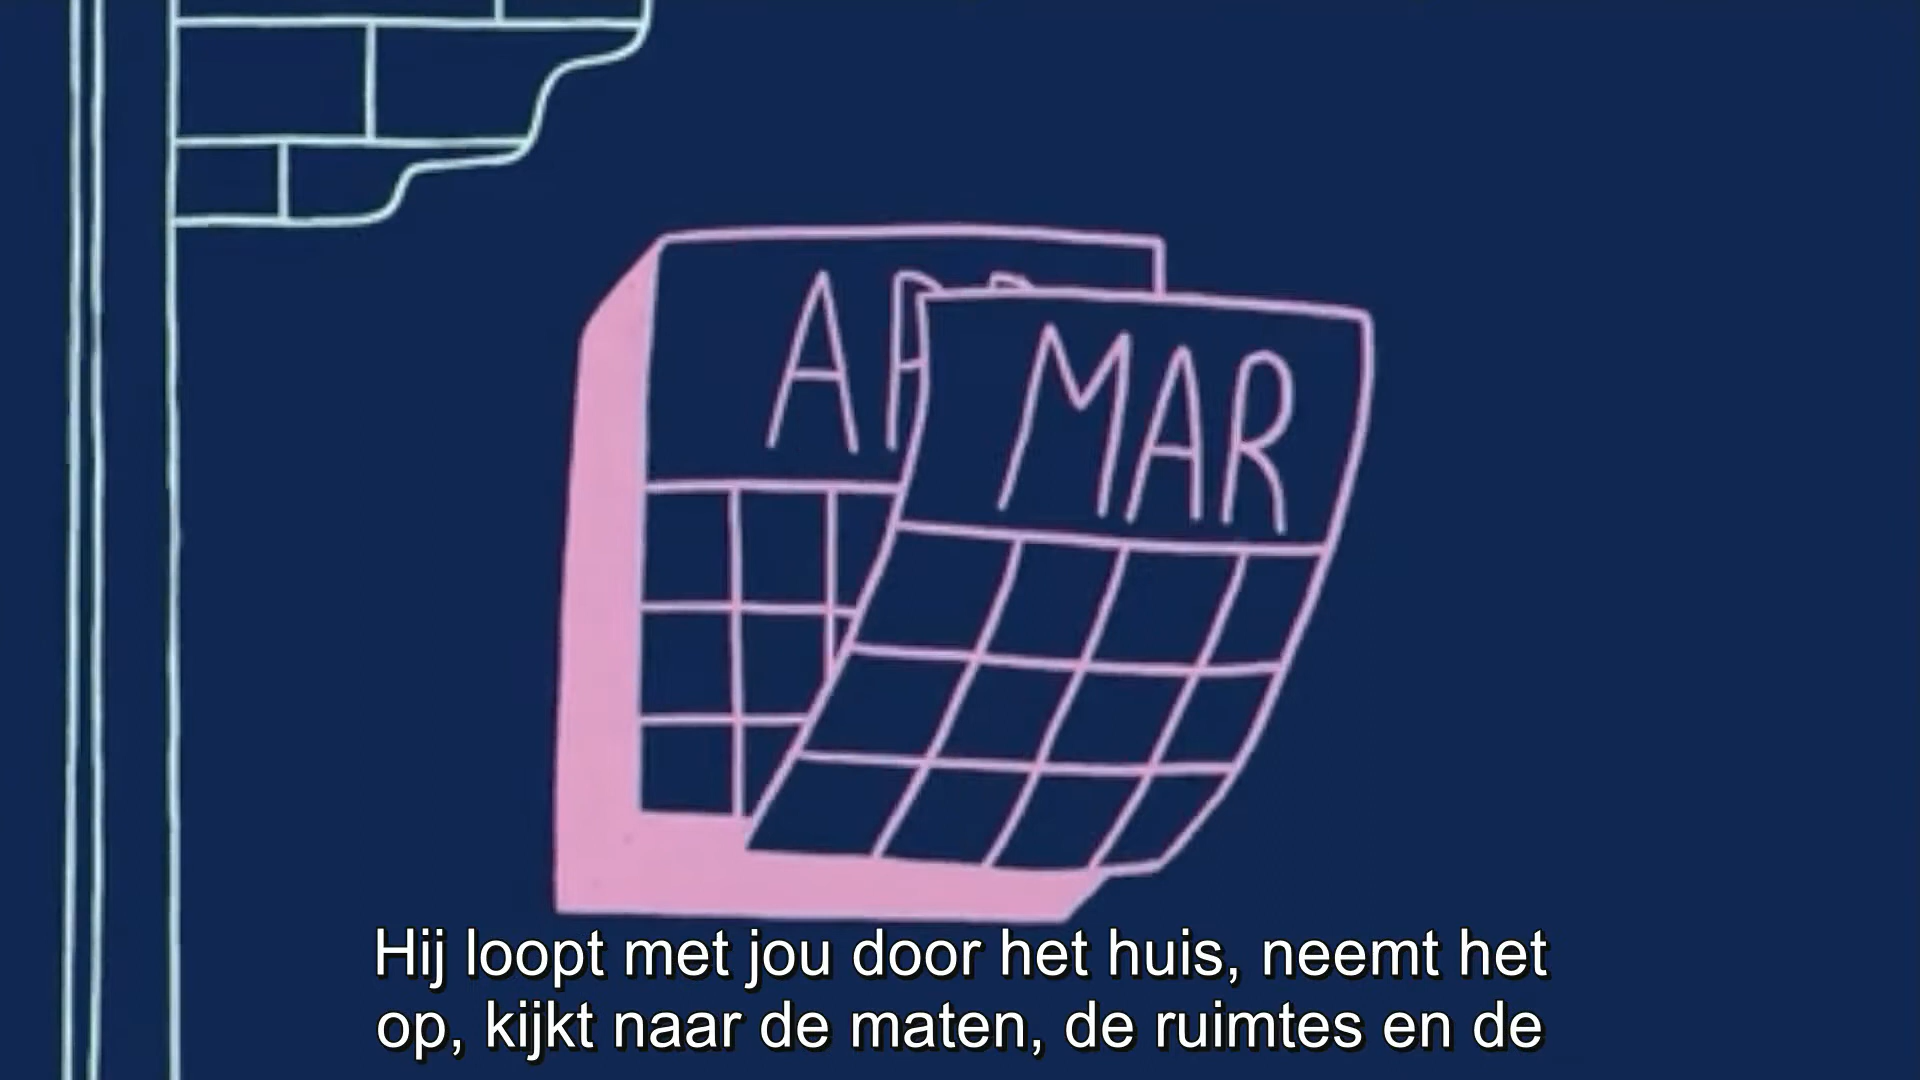 MAR
Hij loopt met jou door het huis, neemt het
op, kijkt naar de maten, de ruimtes en de